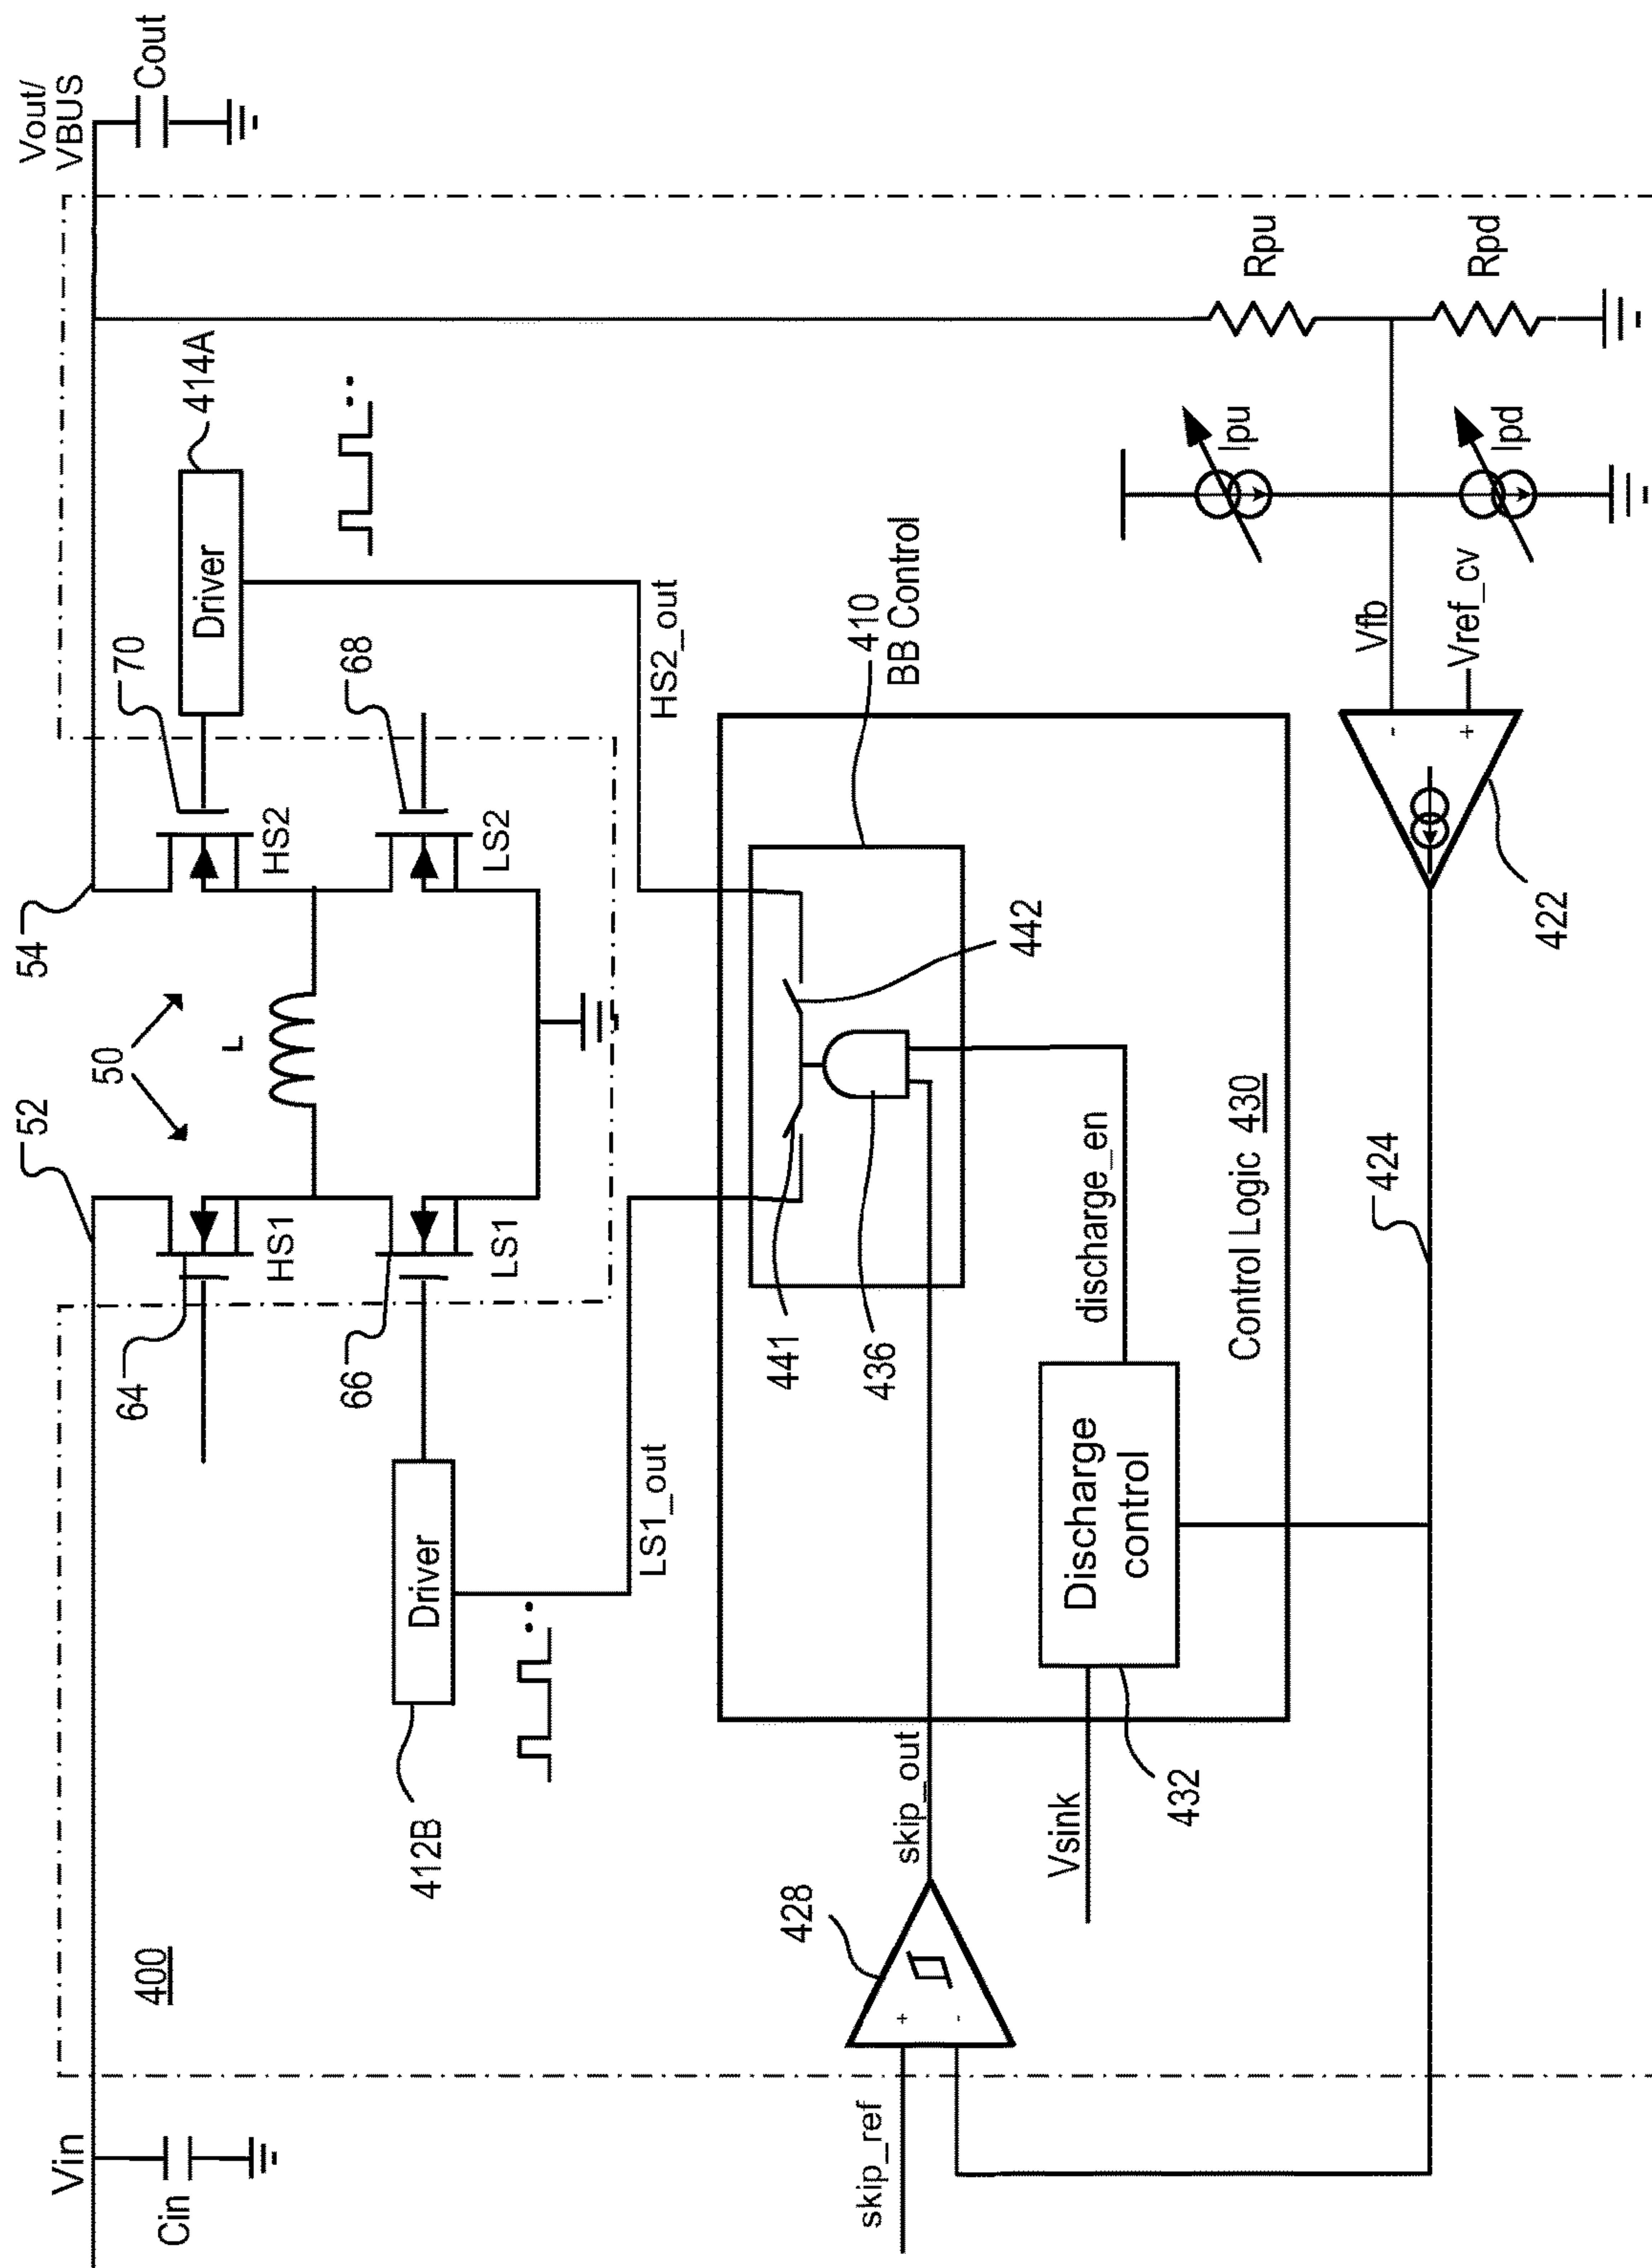 Vin
Cin
400
52
50
54
Vout/
VBUS
Cout
64
HS1
L
HS2
70
Driver
414A
66
LS1
LS2
68
Driver
412B
LS1_out
HS2_out
441
442
436
410
BB Control
skip_ref
428
+
-
skip_out
Vsink
432
Discharge
control
discharge_en
Control Logic 430
424
422
-
+
Vfb
Vref_cv
Ipu
Ipd
Rpu
Rpd